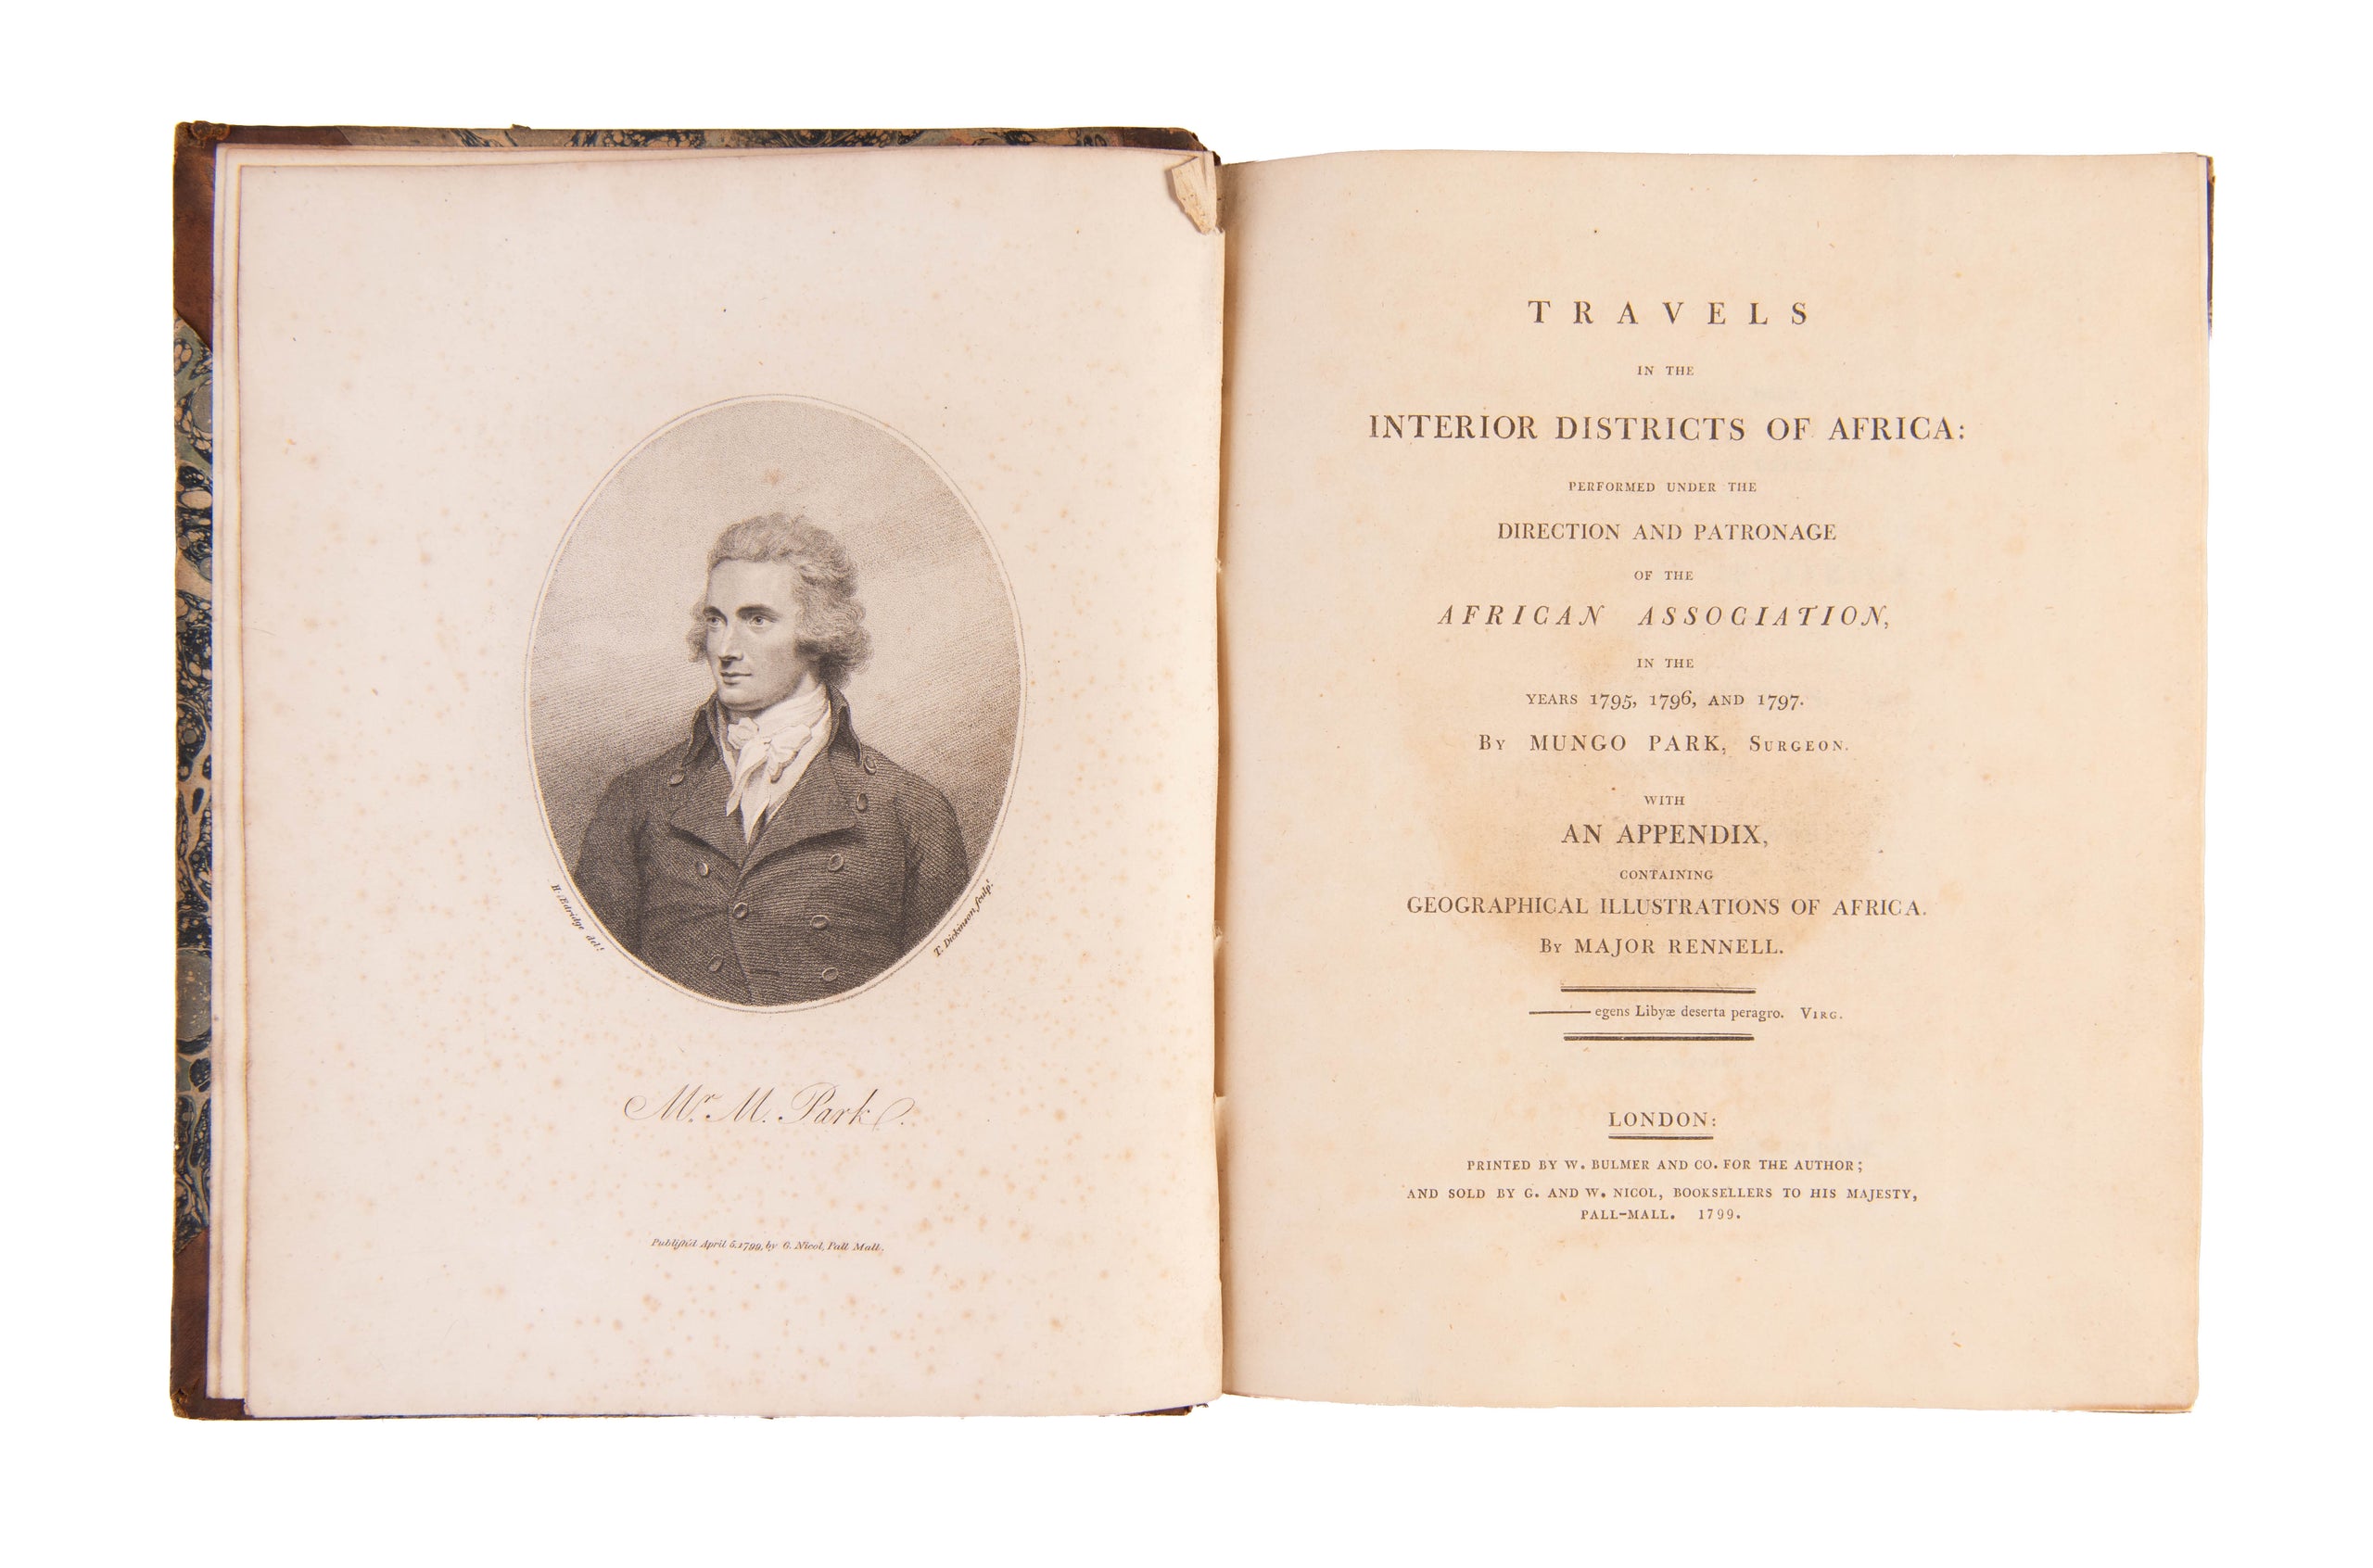 H. Edridge delt.
T. Dickinson sculpt.
Mr. M. Park.
Publish'd April 5, 1799, by G. Nicol, Pall Mall.
TRAVELS
IN THE
INTERIOR DISTRICTS OF AFRICA:
PERFORMED UNDER THE
DIRECTION AND PATRONAGE
OF THE
AFRICAN ASSOCIATION,
IN THE
YEARS 1795, 1796, AND 1797.
BY MUNGO PARK, SURGEON.
WITH
AN APPENDIX,
CONTAINING
GEOGRAPHICAL ILLUSTRATIONS OF AFRICA.
BY MAJOR RENNELL.
——— egens Libyæ deserta peragro. VIRG.
LONDON:
PRINTED BY W. BULMER AND CO. FOR THE AUTHOR;
AND SOLD BY G. AND W. NICOL, BOOKSELLERS TO HIS MAJESTY,
PALL-MALL. 1799.